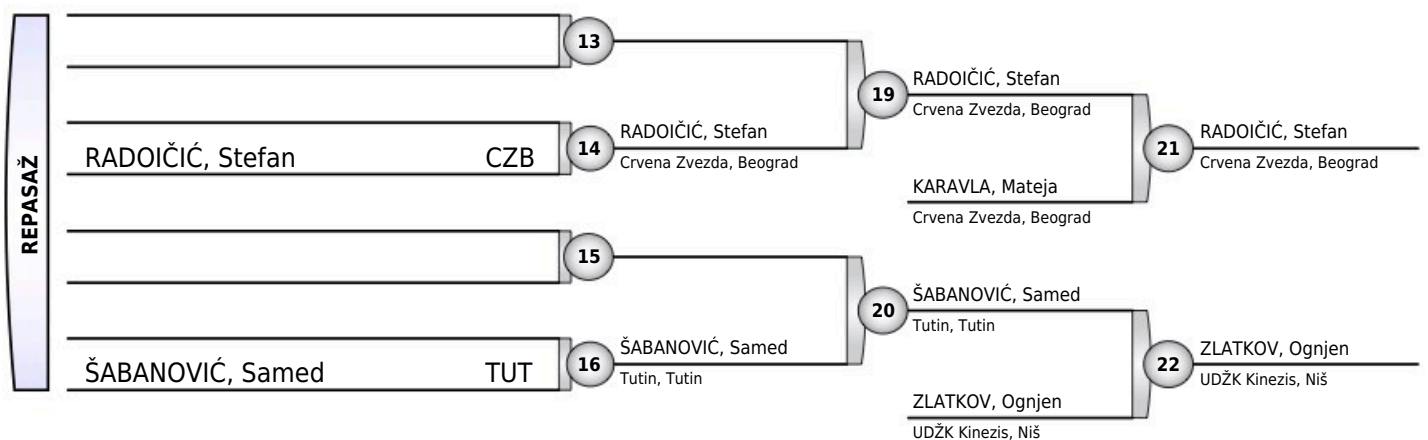 REPASAŽ
13
RADOIČIĆ, Stefan CZB
14
RADOIČIĆ, Stefan
Crvena Zvezda, Beograd
19
RADOIČIĆ, Stefan
Crvena Zvezda, Beograd
KARAVLA, Mateja
Crvena Zvezda, Beograd
21
RADOIČIĆ, Stefan
Crvena Zvezda, Beograd
15
ŠABANOVIĆ, Samed TUT
16
ŠABANOVIĆ, Samed
Tutin, Tutin
20
ŠABANOVIĆ, Samed
Tutin, Tutin
ZLATKOV, Ognjen
UDŽK Kinezis, Niš
22
ZLATKOV, Ognjen
UDŽK Kinezis, Niš